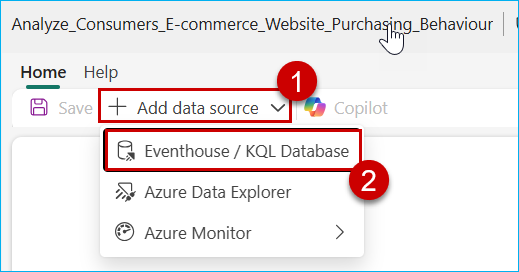 Analyze_Consumers_E-commerce_Website_Purchasing_Behaviour
Home Help
1
Save + Add data source Copilot
Eventhouse / KQL Database
2
Azure Data Explorer
Azure Monitor